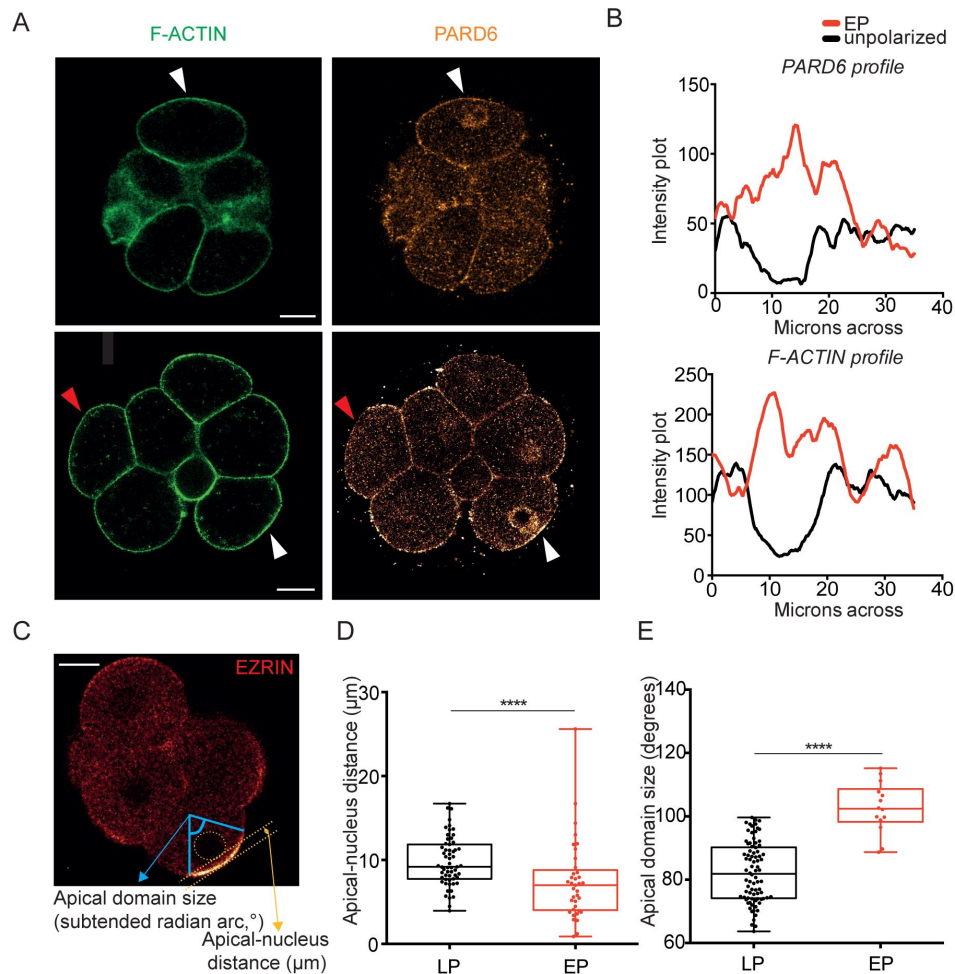 A
F-ACTIN
PARD6
B
EP
unpolarized
PARD6 profile
Intensity plot
150
100
50
0
0 10 20 30 40
Microns across
F-ACTIN profile
Intensity plot
250
200
150
100
50
0
0 10 20 30 40
Microns across
C
EZRIN
Apical domain size
(subtended radian arc,°)
Apical-nucleus
distance (µm)
D
Apical-nucleus distance (µm)
30
20
10
0
****
LP EP
E
Apical domain size (degrees)
140
120
100
80
60
****
LP EP